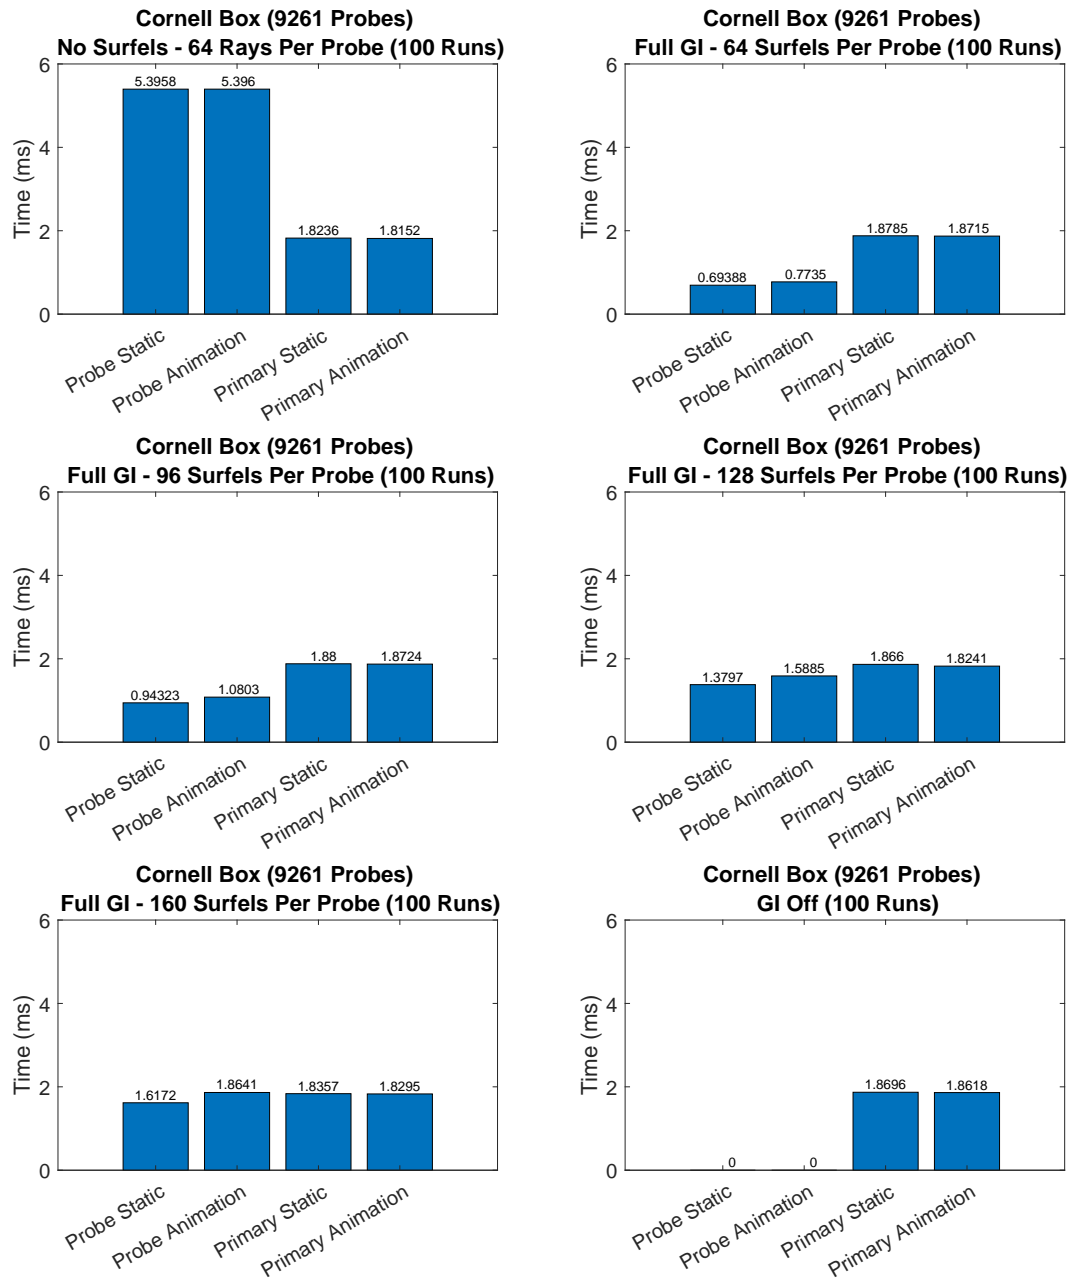 Cornell Box (9261 Probes)
No Surfels - 64 Rays Per Probe (100 Runs)
Time (ms)
6
4
2
0
5.3958
5.396
1.8236
1.8152
Probe Static
Probe Animation
Primary Static
Primary Animation
Cornell Box (9261 Probes)
Full GI - 64 Surfels Per Probe (100 Runs)
Time (ms)
6
4
2
0
0.69388
0.7735
1.8785
1.8715
Probe Static
Probe Animation
Primary Static
Primary Animation
Cornell Box (9261 Probes)
Full GI - 96 Surfels Per Probe (100 Runs)
Time (ms)
6
4
2
0
0.94323
1.0803
1.88
1.8724
Probe Static
Probe Animation
Primary Static
Primary Animation
Cornell Box (9261 Probes)
Full GI - 128 Surfels Per Probe (100 Runs)
Time (ms)
6
4
2
0
1.3797
1.5885
1.866
1.8241
Probe Static
Probe Animation
Primary Static
Primary Animation
Cornell Box (9261 Probes)
Full GI - 160 Surfels Per Probe (100 Runs)
Time (ms)
6
4
2
0
1.6172
1.8641
1.8357
1.8295
Probe Static
Probe Animation
Primary Static
Primary Animation
Cornell Box (9261 Probes)
GI Off (100 Runs)
Time (ms)
6
4
2
0
0
0
1.8696
1.8618
Probe Static
Probe Animation
Primary Static
Primary Animation